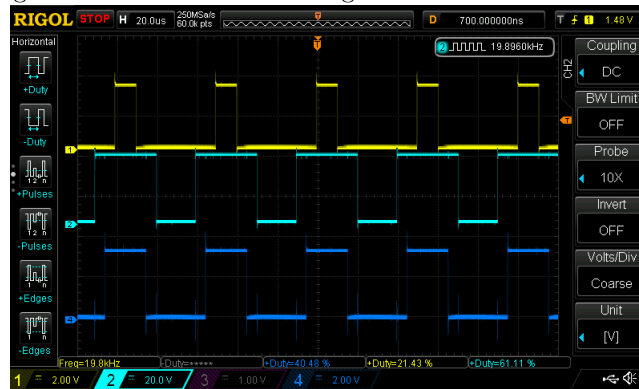 RIGOL STOP H 20.0us 250MSa/s 60.0k pts D 700.000000ns T 1 1.48 V
Horizontal
2 19.8960kHz
Coupling
CH2
DC
+Duty
BW Limit
OFF
-Duty
Probe
10X
+Pulses
Invert
OFF
-Pulses
Volts/Div
Coarse
+Edges
Unit
[V]
-Edges
Freq=19.8kHz -Duty=***** +Duty=40.48 % +Duty=21.43 % +Duty=61.11 %
1 = 2.00 V 2 = 20.0 V 3 = 1.00 V 4 = 2.00 V